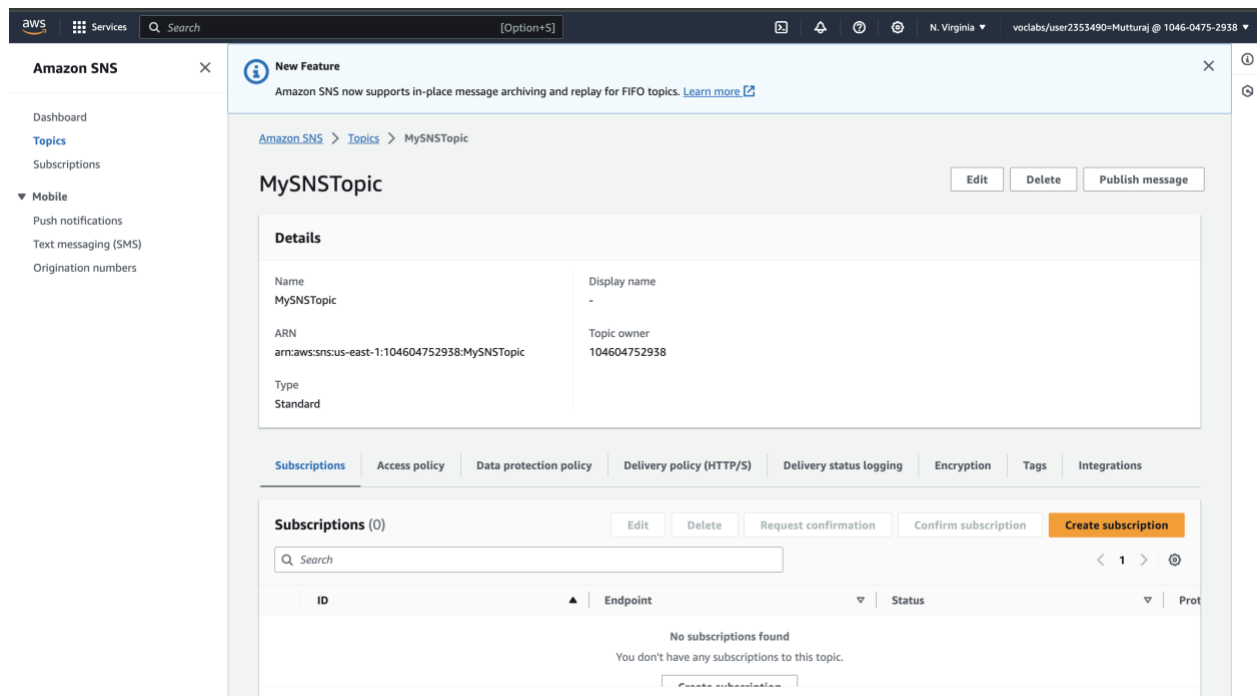 aws Services Search [Option+S] N. Virginia voclabs/user2353490=Mutturaj @ 1046-0475-2938
Amazon SNS
Dashboard
Topics
Subscriptions
Mobile
Push notifications
Text messaging (SMS)
Origination numbers
New Feature
Amazon SNS now supports in-place message archiving and replay for FIFO topics. Learn more
Amazon SNS > Topics > MySNSTopic
MySNSTopic
Edit Delete Publish message
Details
Name
MySNSTopic
ARN
arn:aws:sns:us-east-1:104604752938:MySNSTopic
Type
Standard
Display name
-
Topic owner
104604752938
Subscriptions Access policy Data protection policy Delivery policy (HTTP/S) Delivery status logging Encryption Tags Integrations
Subscriptions (0) Edit Delete Request confirmation Confirm subscription Create subscription
Search < 1 >
ID Endpoint Status Prot
No subscriptions found
You don't have any subscriptions to this topic.
Create subscription